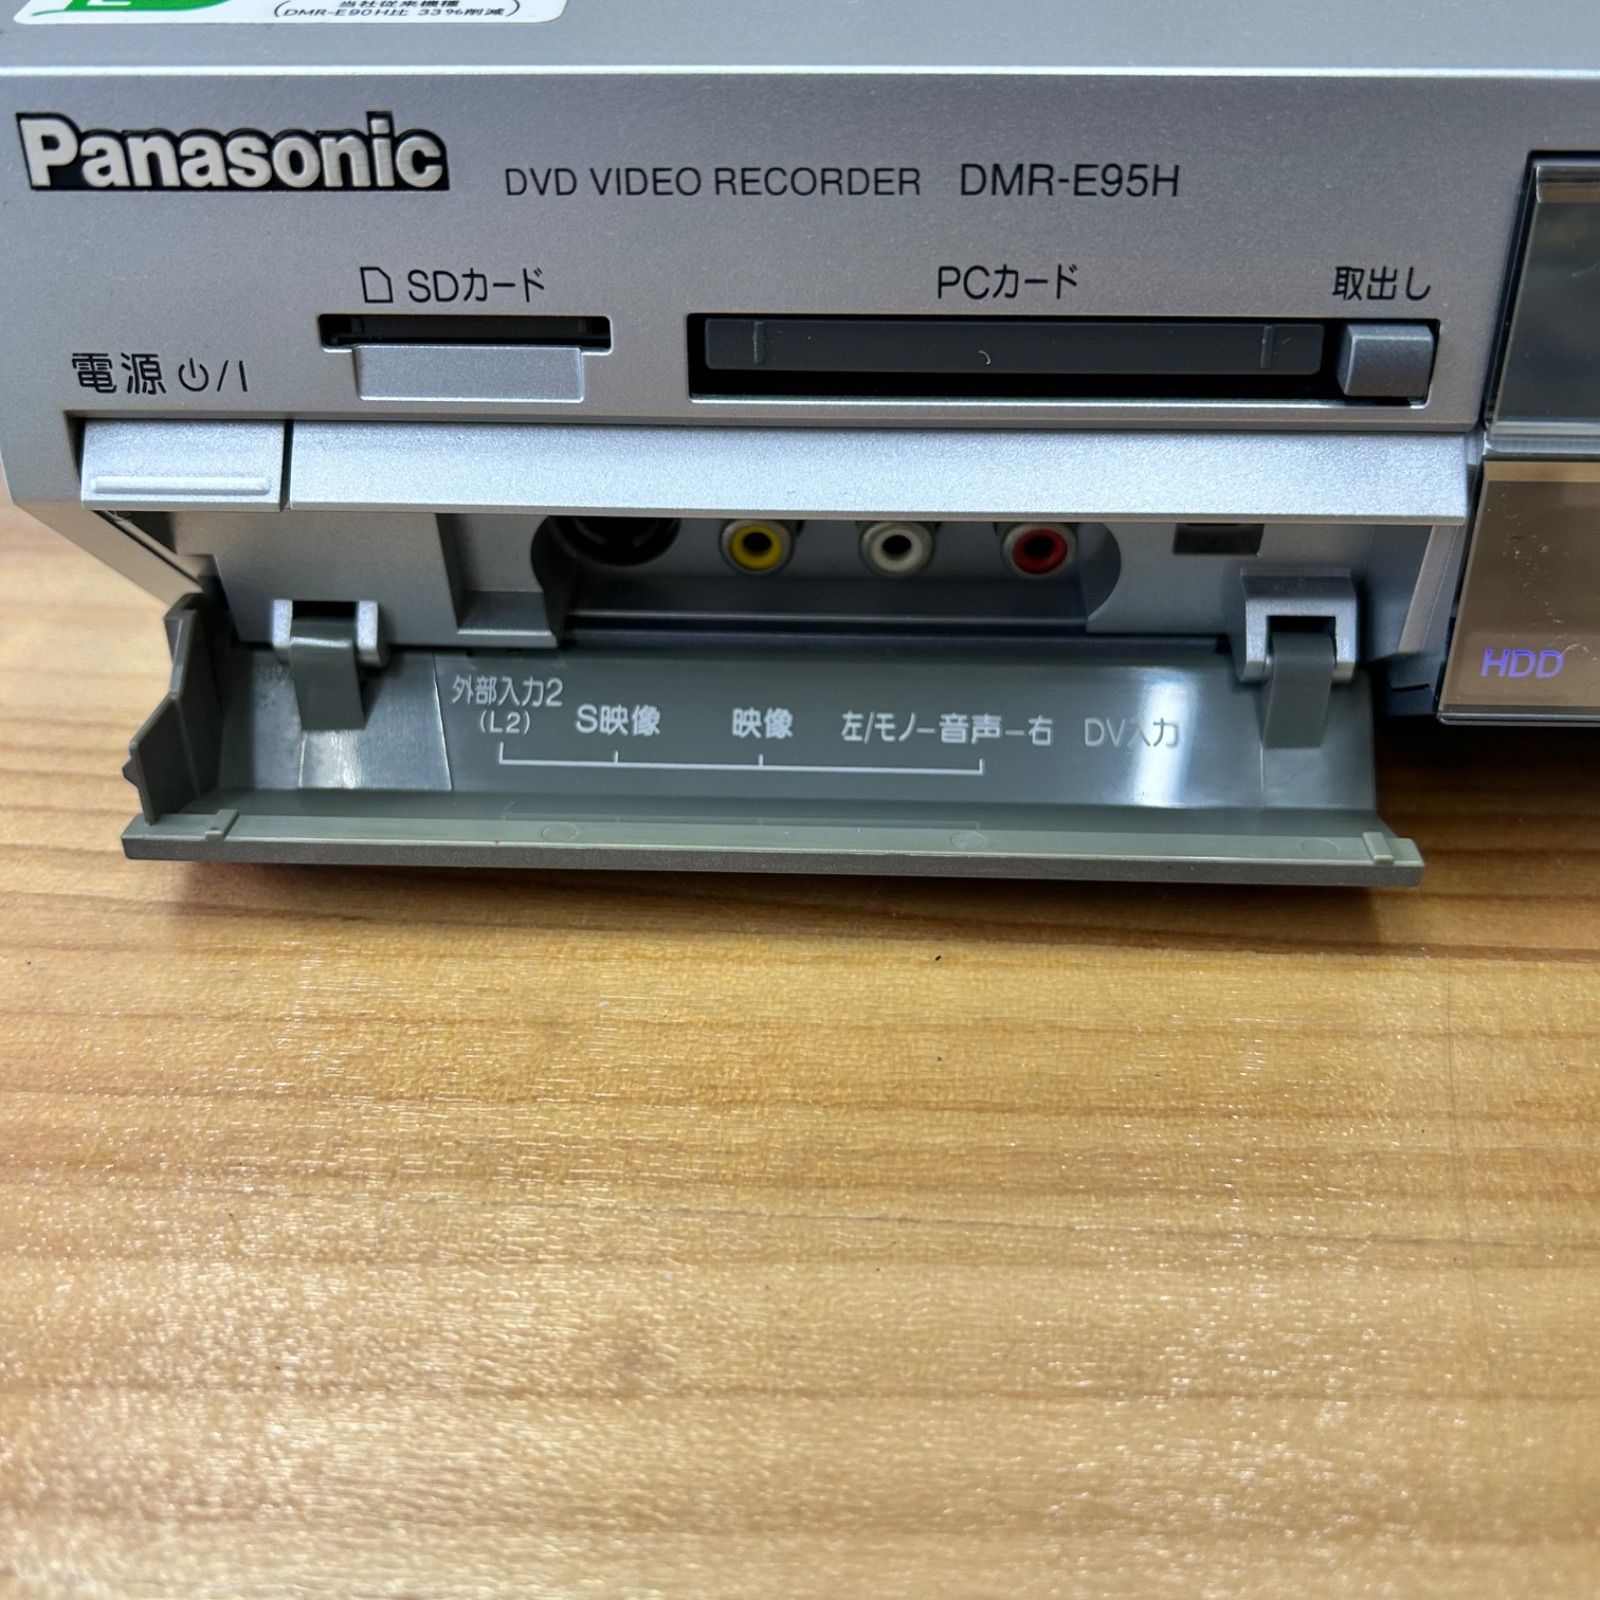 当社従来機種
(DMR-E90H比 33%削減)
Panasonic DVD VIDEO RECORDER DMR-E95H
SDカード PCカード 取出し
電源 ⏻/I
HDD
外部入力2
(L2) S映像 映像 左/モノ–音声–右 DV入力